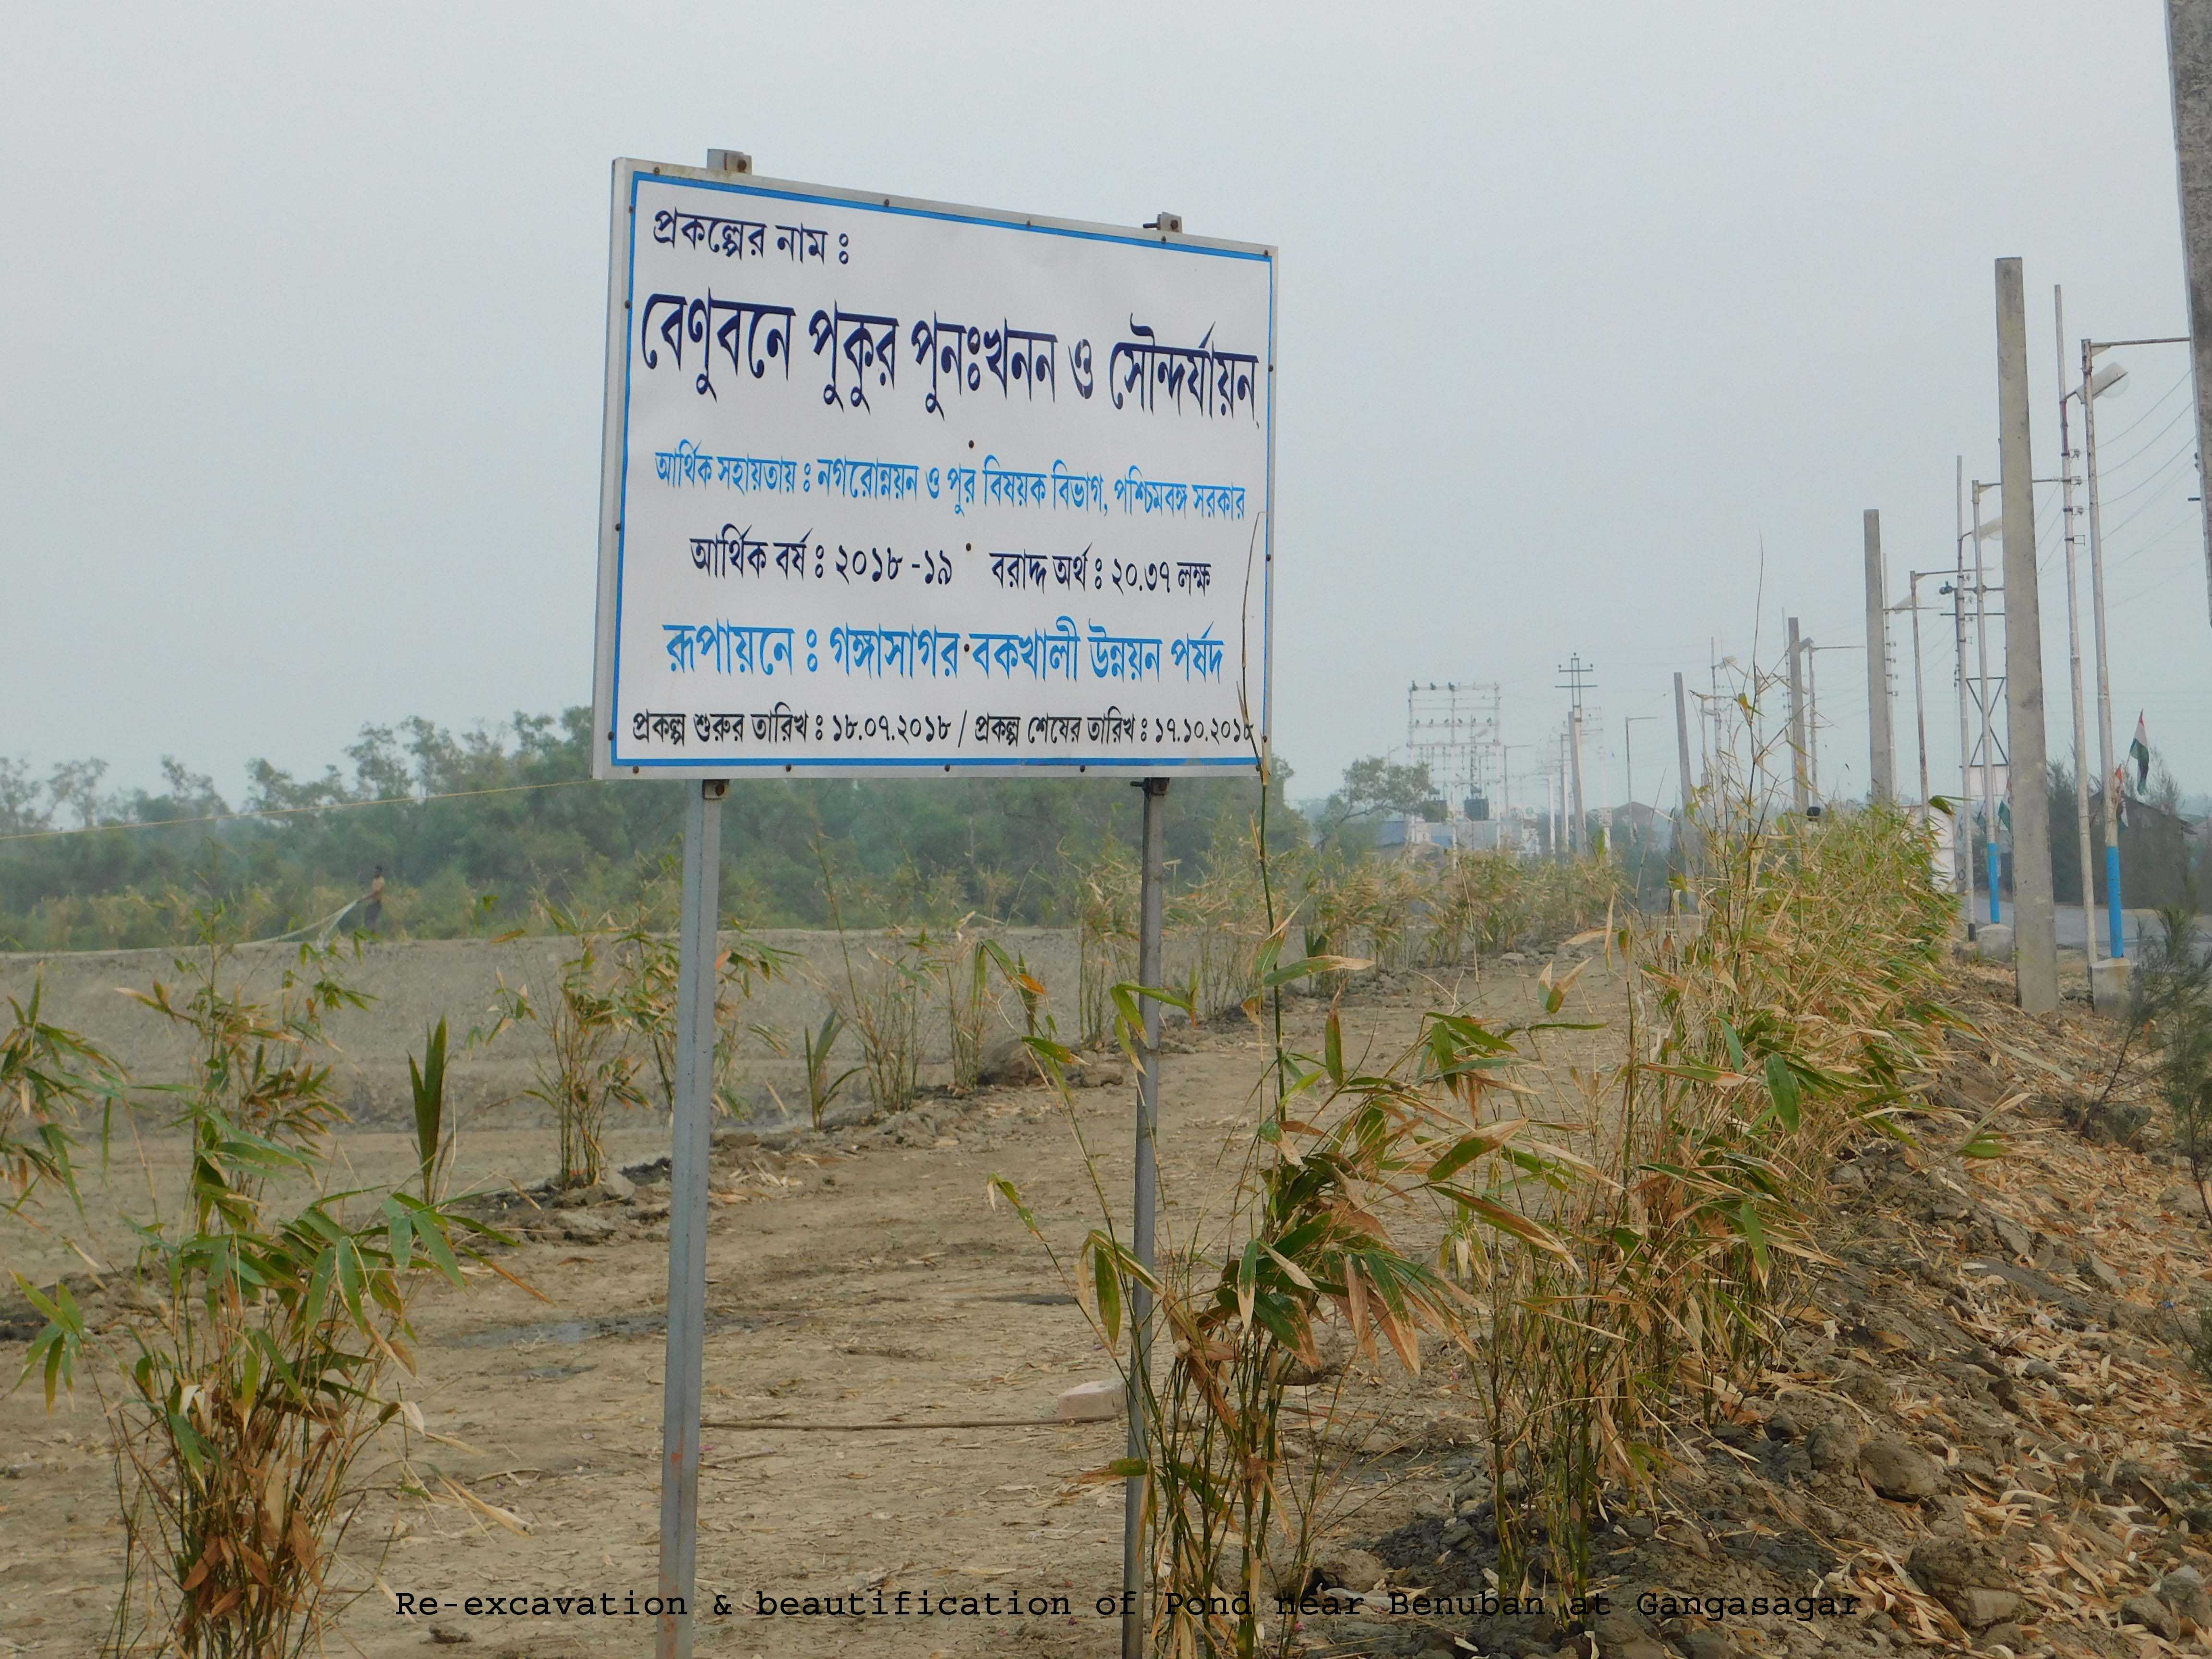 প্রকল্পের নাম ঃ
বেণুবনে পুকুর পুনঃখনন ও সৌন্দর্যায়ন
আর্থিক সহায়তায় ঃ নগরোন্নয়ন ও পুর বিষয়ক বিভাগ, পশ্চিমবঙ্গ সরকার
আর্থিক বর্ষ ঃ ২০১৮ -১৯ বরাদ্দ অর্থ ঃ ২০.৩৭ লক্ষ
রূপায়নে ঃ গঙ্গাসাগর বকখালী উন্নয়ন পর্ষদ
প্রকল্প শুরুর তারিখ ঃ ১৮.০৭.২০১৮ / প্রকল্প শেষের তারিখ ঃ ১৭.১০.২০১৮
Re-excavation & beautification of Pond near Benuban at Gangasagar